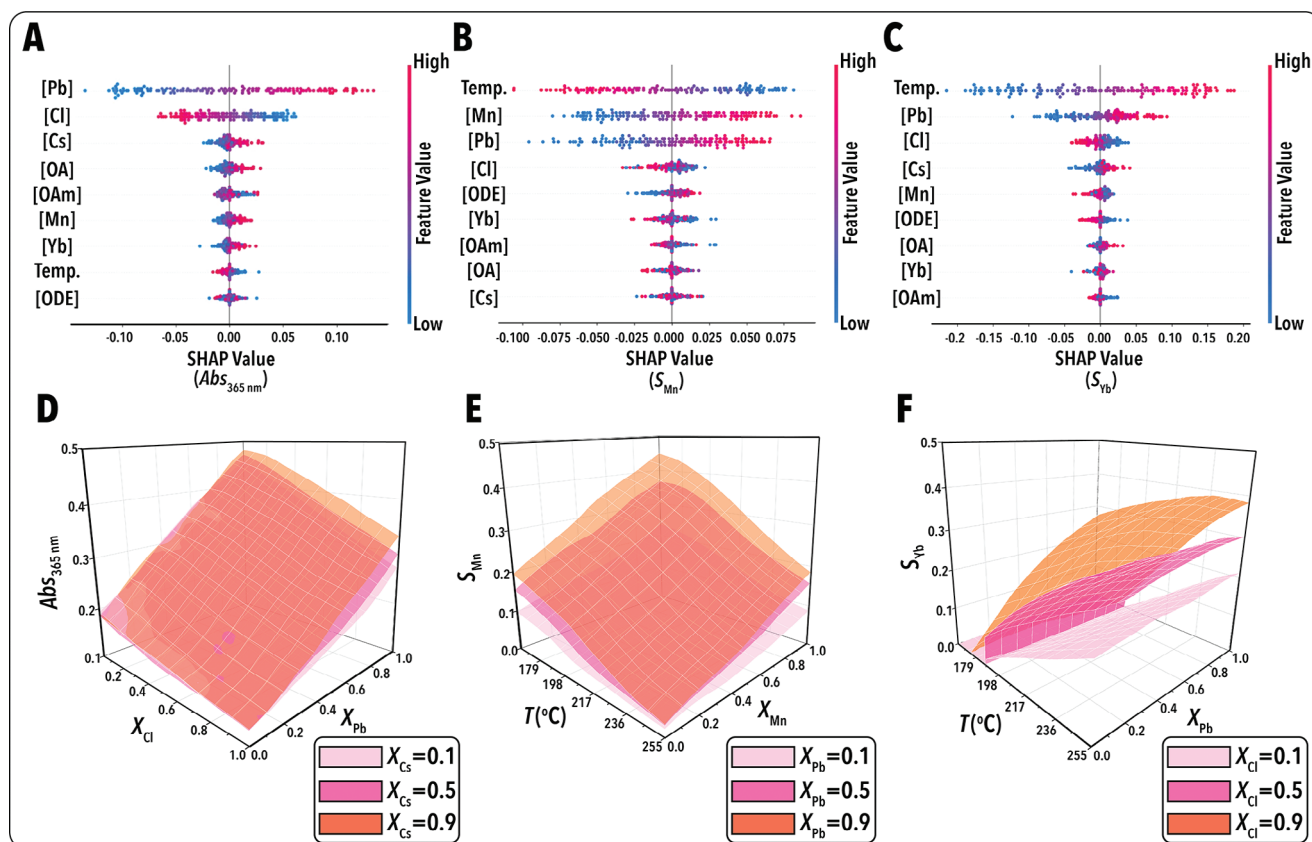 A
High
[Pb]
[Cl]
[Cs]
[OA]
[OAm]
[Mn]
[Yb]
Temp.
[ODE]
Feature Value
Low
-0.10 -0.05 0.00 0.05 0.10
SHAP Value
(Abs365 nm)
B
High
Temp.
[Mn]
[Pb]
[Cl]
[ODE]
[Yb]
[OAm]
[OA]
[Cs]
Feature Value
Low
-0.100 -0.075 -0.050 -0.025 0.000 0.025 0.050 0.075
SHAP Value
(SMn)
C
High
Temp.
[Pb]
[Cl]
[Cs]
[Mn]
[ODE]
[OA]
[Yb]
[OAm]
Feature Value
Low
-0.20 -0.15 -0.10 -0.05 0.00 0.05 0.10 0.15 0.20
SHAP Value
(SYb)
D
0.5
0.4
0.3
0.2
0.1
Abs365 nm
0.2
0.4
0.6
0.8
1.0
XCl
0.0
0.2
0.4
0.6
0.8
1.0
XPb
XCs=0.1
XCs=0.5
XCs=0.9
E
0.5
0.4
0.3
0.2
0.1
0.0
SMn
179
198
217
236
255
T(°C)
0.0
0.2
0.4
0.6
0.8
1.0
XMn
XPb=0.1
XPb=0.5
XPb=0.9
F
0.5
0.4
0.3
0.2
0.1
0.0
SYb
179
198
217
236
255
T(°C)
0.0
0.2
0.4
0.6
0.8
1.0
XPb
XCl=0.1
XCl=0.5
XCl=0.9